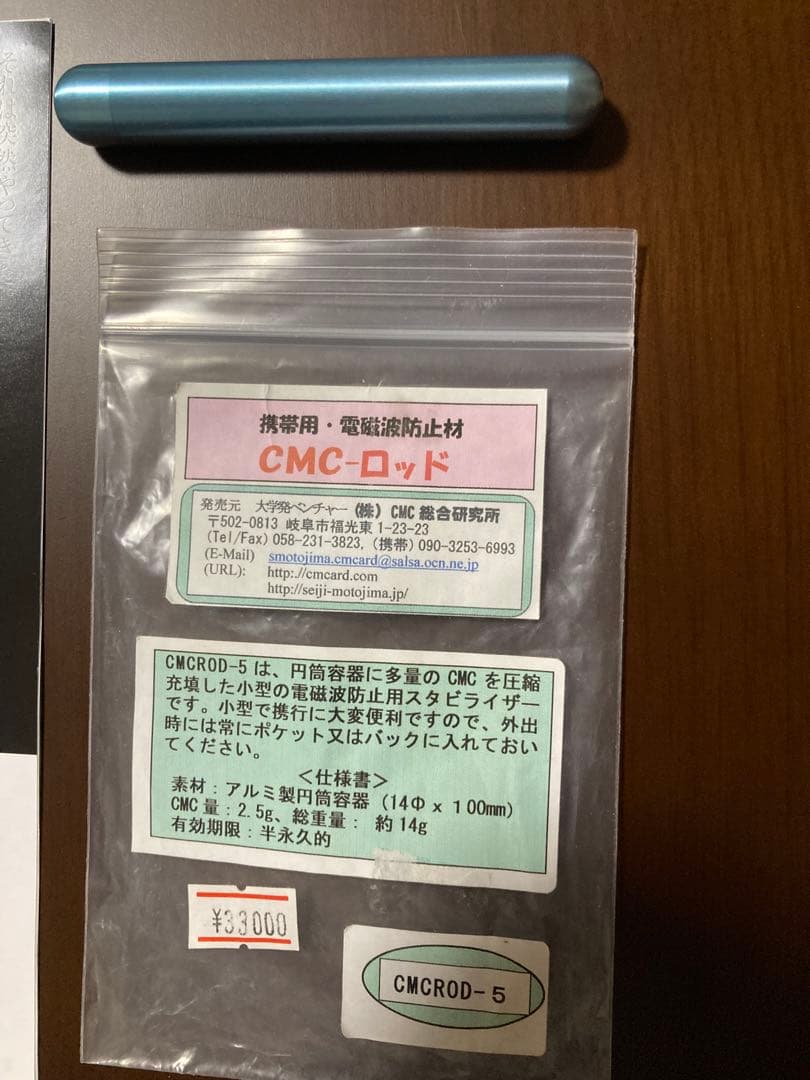 携帯用・電磁波防止材
CMC-ロッド
発売元 大学発ベンチャー (株) CMC 総合研究所
〒502-0813 岐阜市福光東 1-23-23
(Tel/Fax) 058-231-3823, (携帯) 090-3253-6993
(E-Mail) smotojima.cmcard@salsa.ocn.ne.jp
(URL): http://cmcard.com
http://seiji-motojima.jp/
CMCROD-5 は、円筒容器に多量の CMC を圧縮
充填した小型の電磁波防止用スタビライザー
です。小型で携行に大変便利ですので、外出
時には常にポケット又はバックに入れておい
てください。
＜仕様書＞
素材：アルミ製円筒容器 (14Φ x 100mm)
CMC 量：2.5g、総重量： 約 14g
有効期限：半永久的
¥33000
CMCROD-5